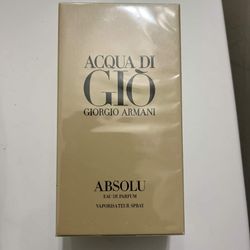 ACQUA DI
GIÒ
GIORGIO ARMANI
ABSOLU
EAU DE PARFUM
VAPORISATEUR SPRAY